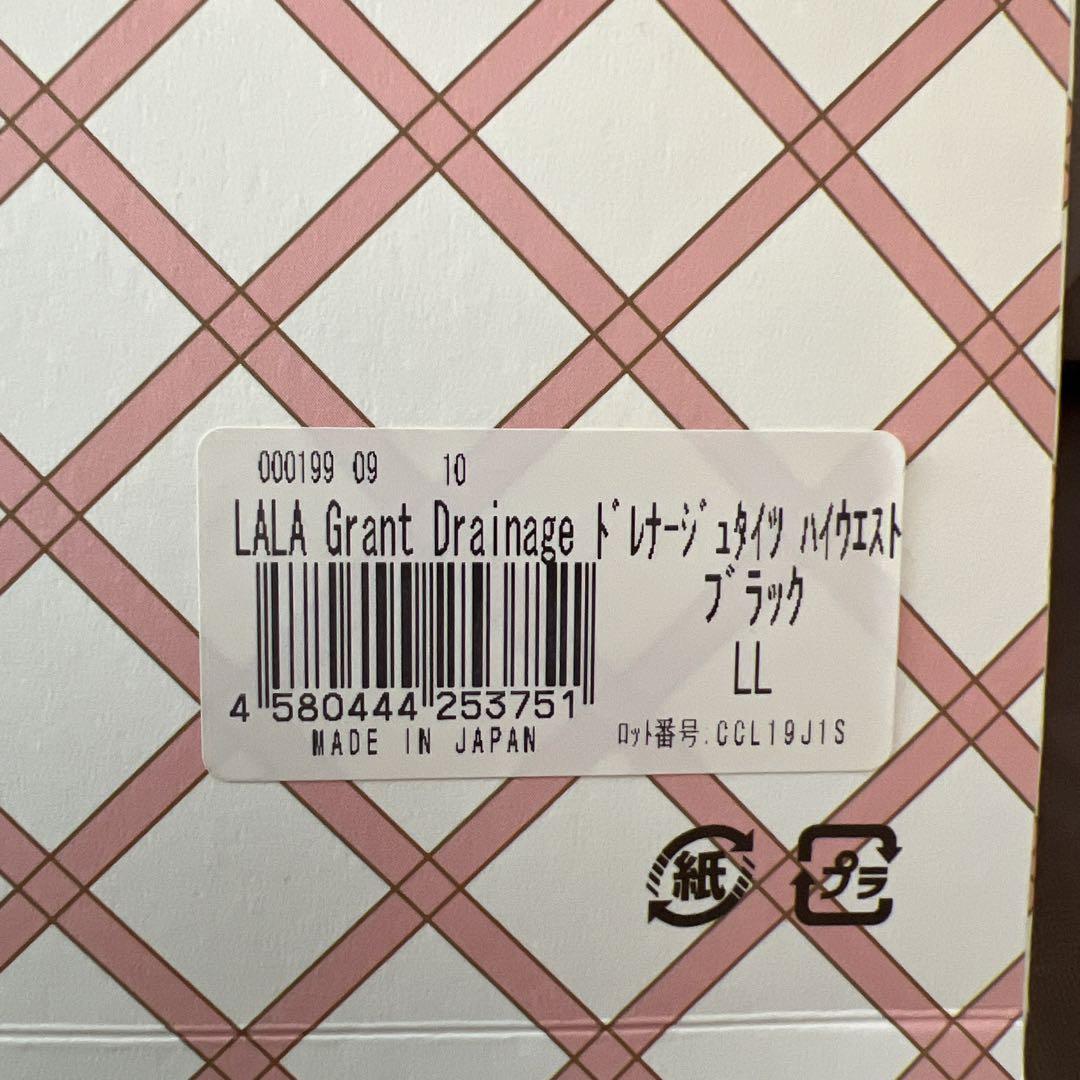 000199 09 10
LALA Grant Drainage ﾄﾞﾚﾅｰｼﾞｭﾀｲﾂ ﾊｲｳｴｽﾄ
ﾌﾞﾗｯｸ
LL
4 580444 253751
MADE IN JAPAN
ﾛｯﾄ番号.CCL19J1S
紙
プラ